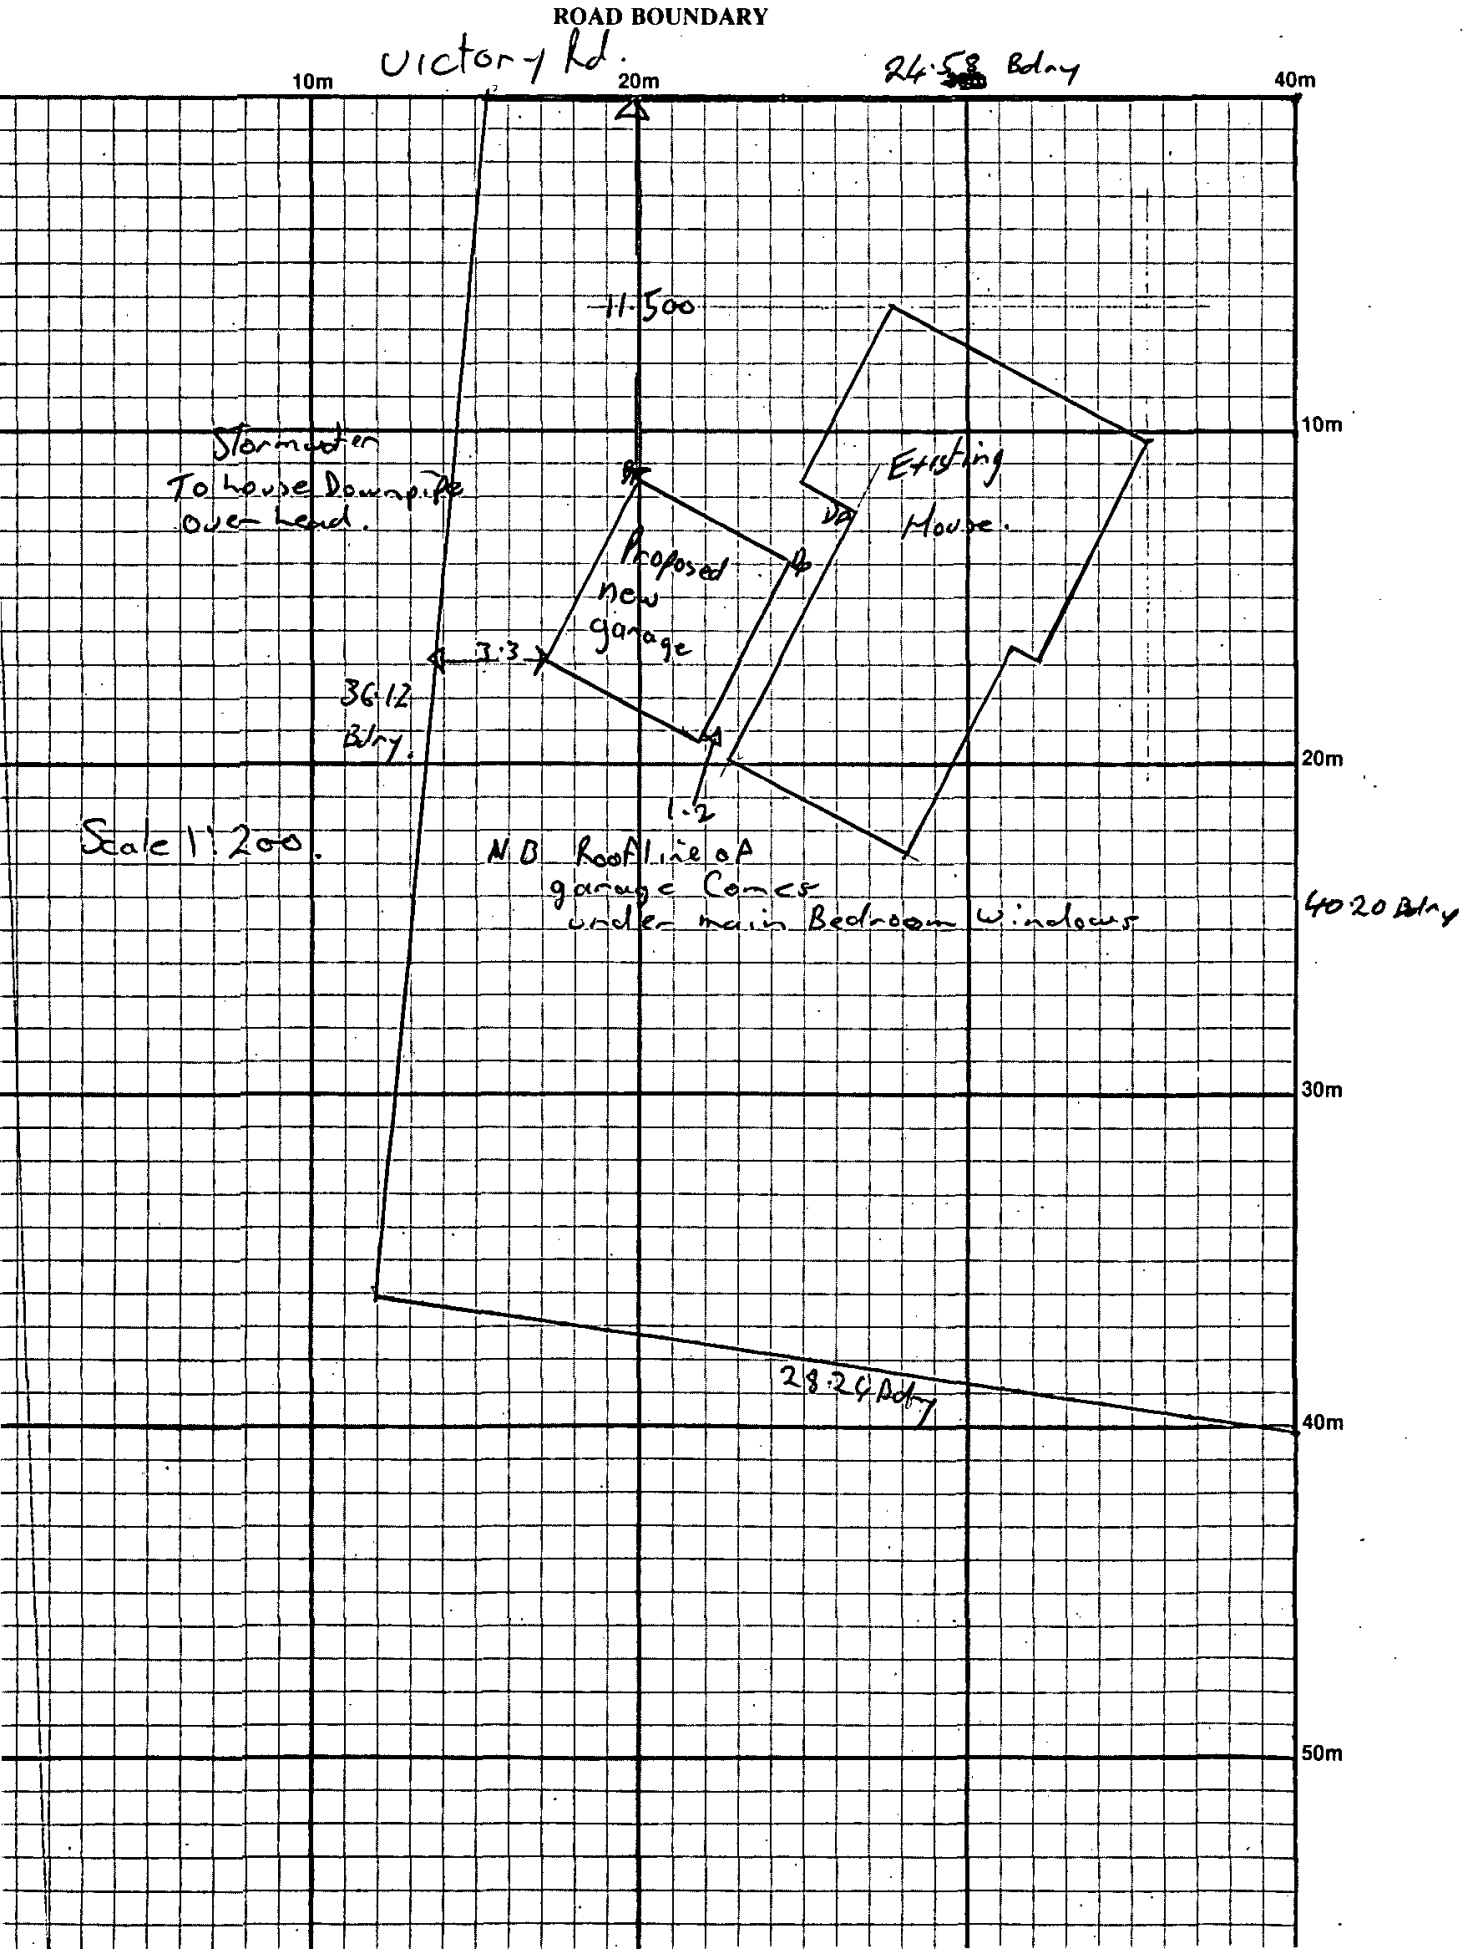 ROAD BOUNDARY
Victory Rd.
24.58 Bdry
10m
20m
40m
11.500
10m
Stormwater
To house Downpipe
over head.
Existing
House.
Proposed
new
garage
Dp
3.3
36.12
Bdry.
20m
1.2
Scale 1:200.
N.B Roofline of
garage Comes
under main Bedroom windows
40.20 Bdry
30m
28.24 Bdry
40m
50m